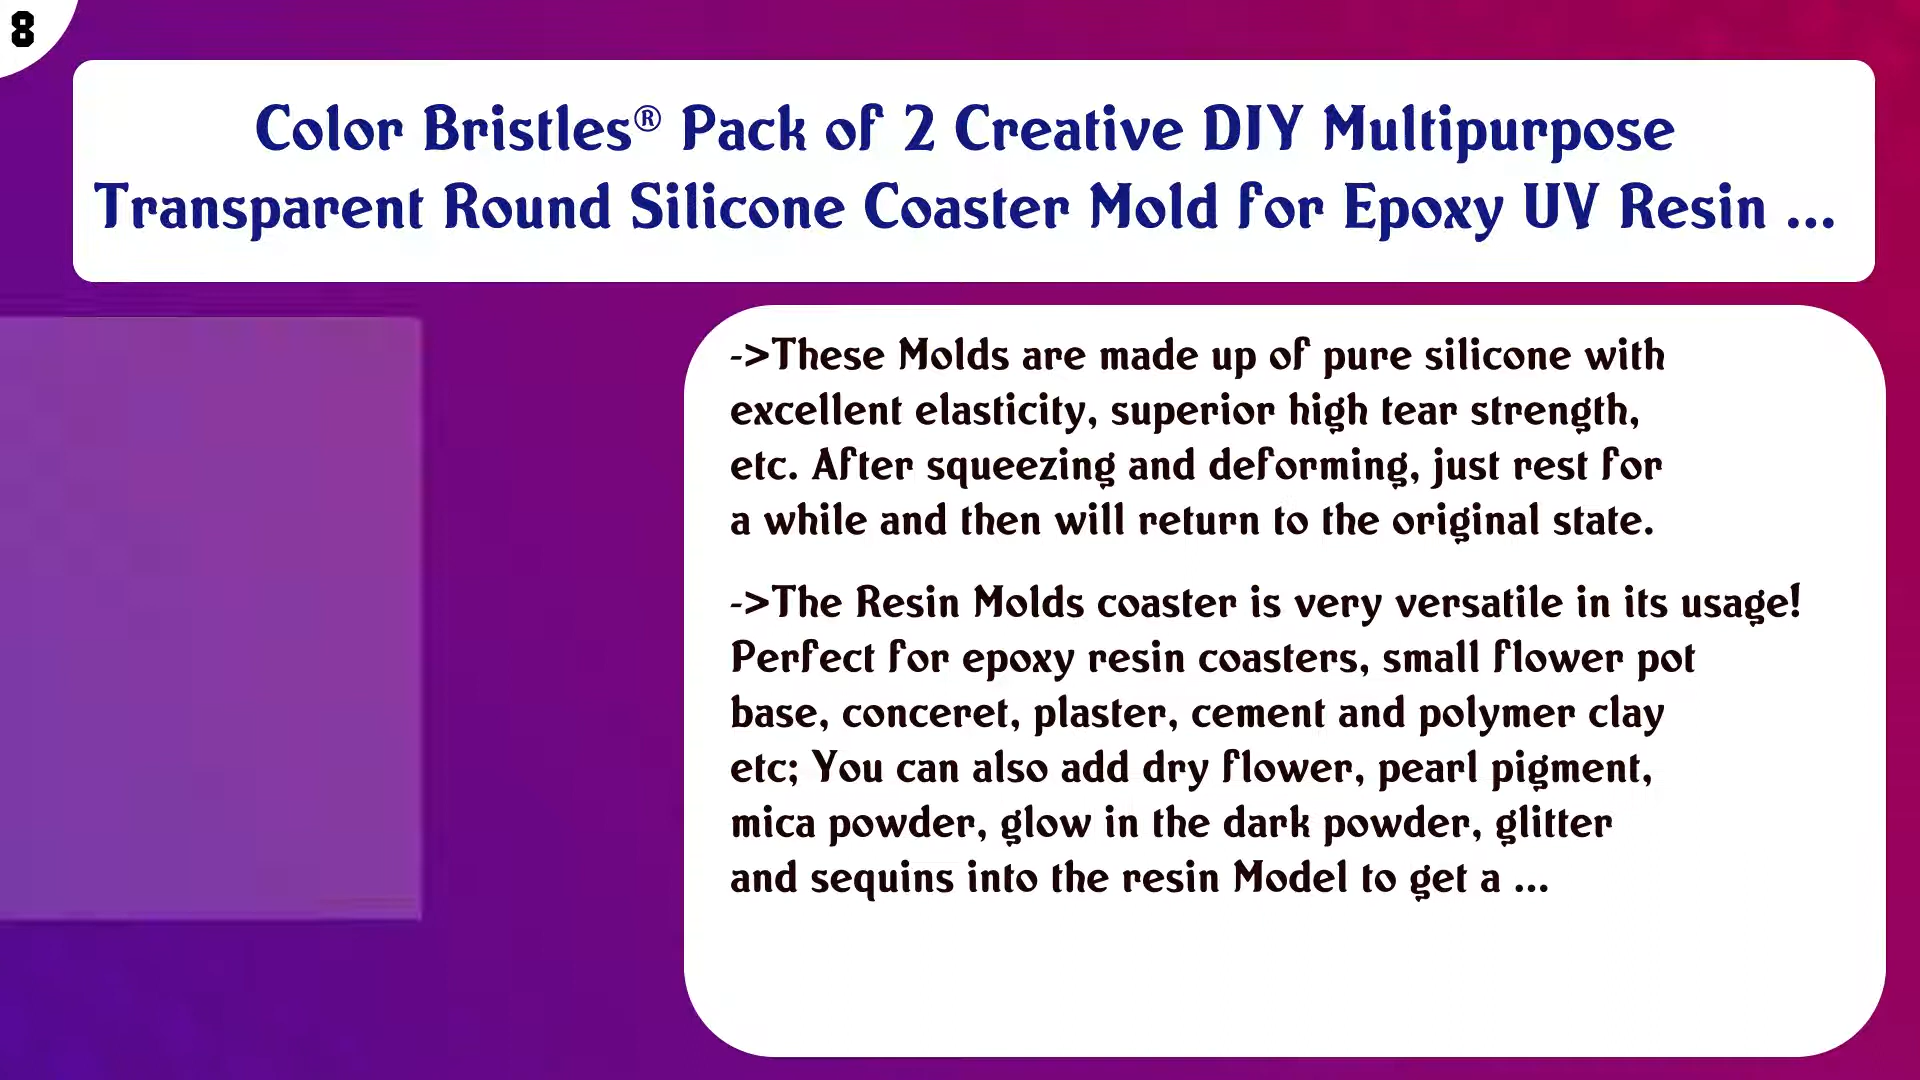 8
Color Bristles® Pack of 2 Creative DIY Multipurpose
Transparent Round Silicone Coaster Mold for Epoxy UV Resin ...
->These Molds are made up of pure silicone with
excellent elasticity, superior high tear strength,
etc. After squeezing and deforming, just rest for
a while and then will return to the original state.
->The Resin Molds coaster is very versatile in its usage!
Perfect for epoxy resin coasters, small flower pot
base, conceret, plaster, cement and polymer clay
etc; You can also add dry flower, pearl pigment,
mica powder, glow in the dark powder, glitter
and sequins into the resin Model to get a ...